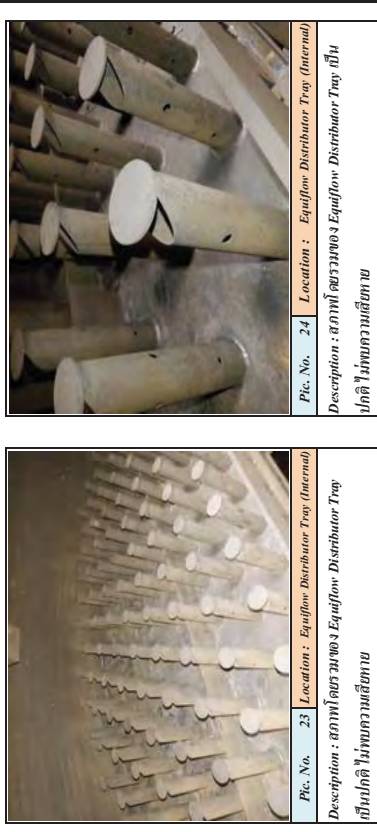 Pic. No. 23 Location : Equiflow Distributor Tray (Internal)
Description : สภาพโดยรวมของ Equiflow Distributor Tray
เป็นปกติ ไม่พบความเสียหาย
Pic. No. 24 Location : Equiflow Distributor Tray (Internal)
Description : สภาพโดยรวมของ Equiflow Distributor Tray เป็น
ปกติ ไม่พบความเสียหาย